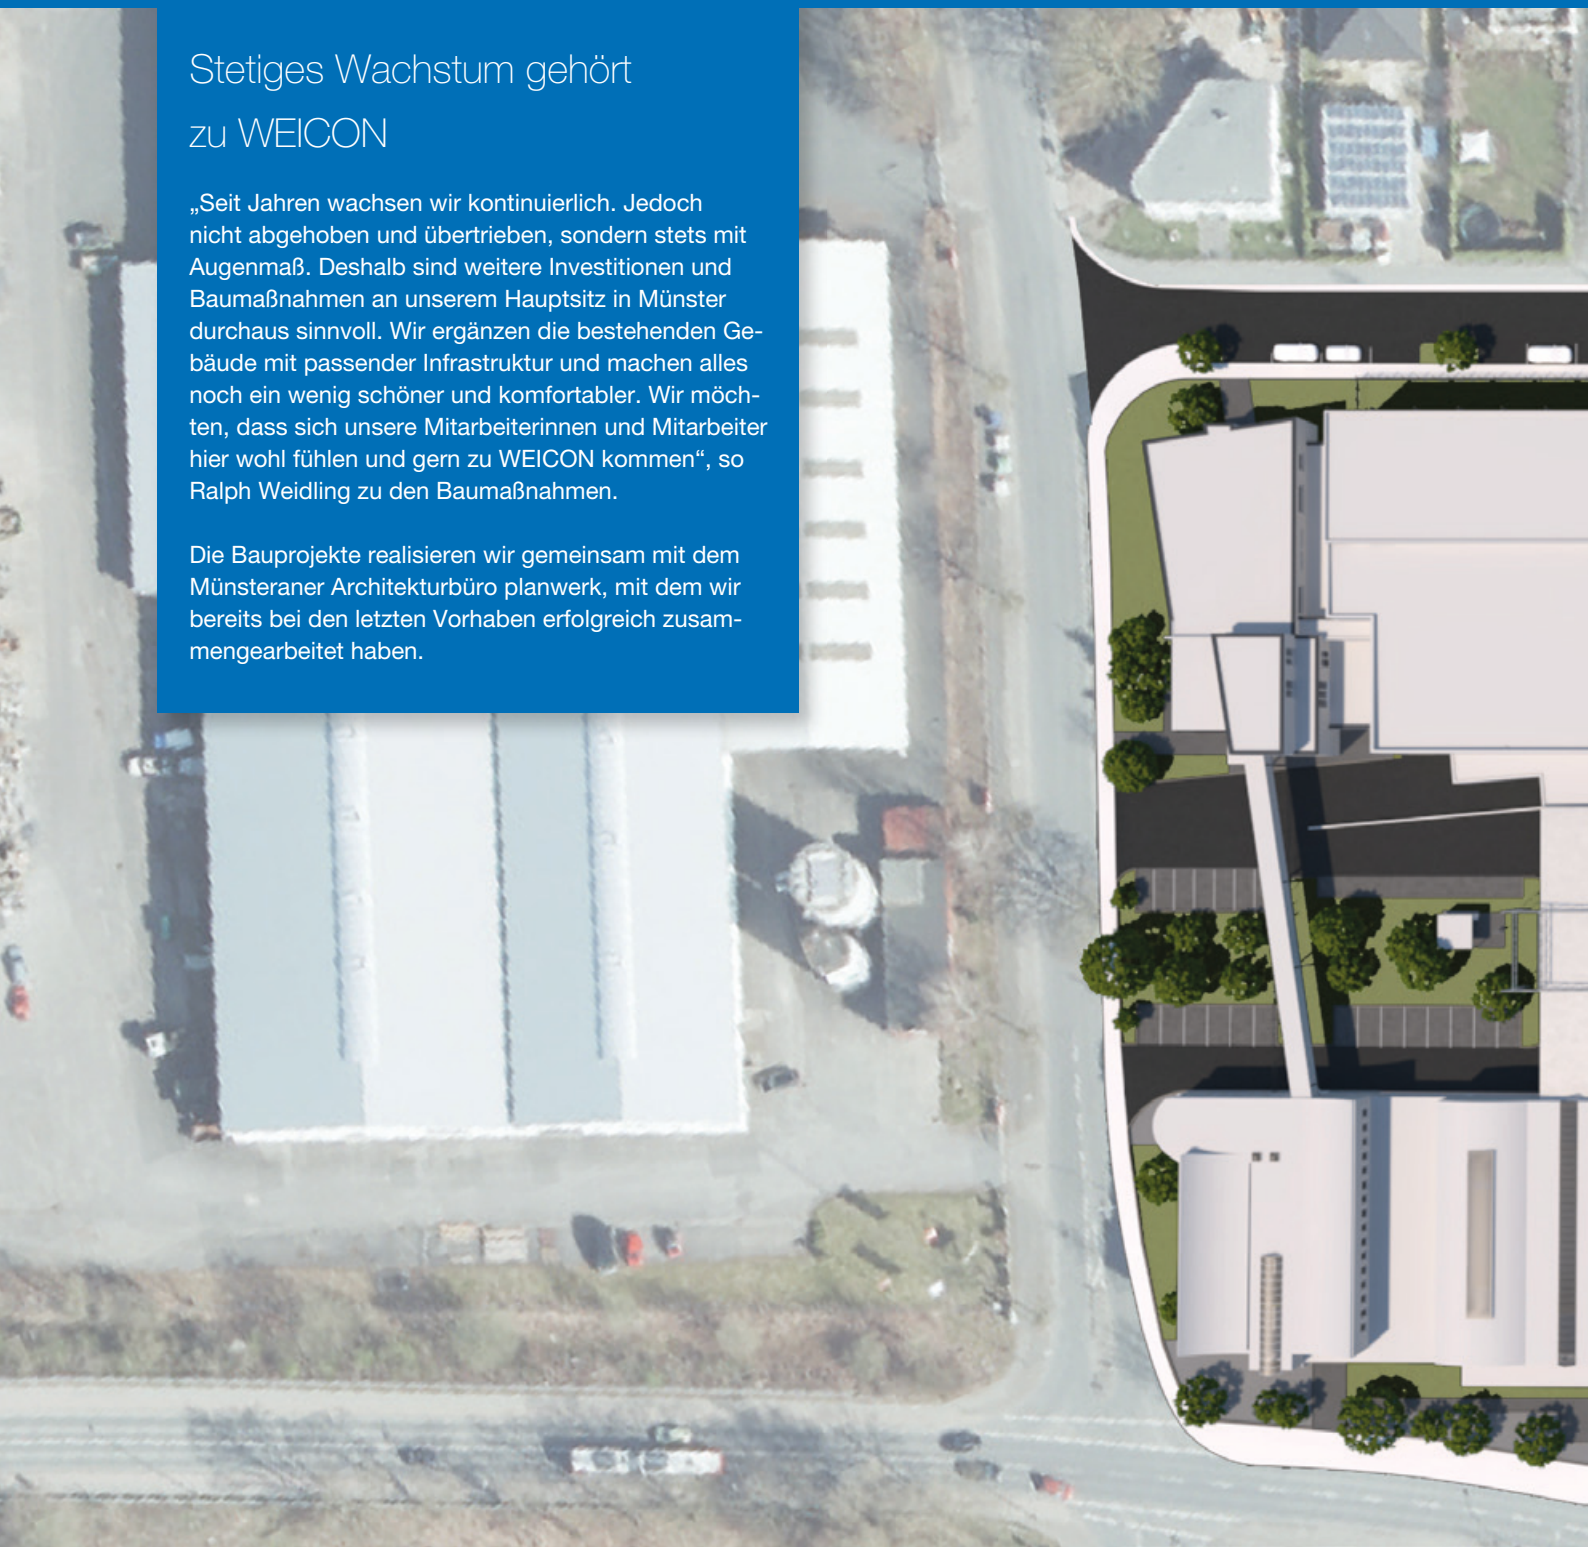 Stetiges Wachstum gehört
zu WEICON
„Seit Jahren wachsen wir kontinuierlich. Jedoch
nicht abgehoben und übertrieben, sondern stets mit
Augenmaß. Deshalb sind weitere Investitionen und
Baumaßnahmen an unserem Hauptsitz in Münster
durchaus sinnvoll. Wir ergänzen die bestehenden Ge-
bäude mit passender Infrastruktur und machen alles
noch ein wenig schöner und komfortabler. Wir möch-
ten, dass sich unsere Mitarbeiterinnen und Mitarbeiter
hier wohl fühlen und gern zu WEICON kommen“, so
Ralph Weidling zu den Baumaßnahmen.
Die Bauprojekte realisieren wir gemeinsam mit dem
Münsteraner Architekturbüro planwerk, mit dem wir
bereits bei den letzten Vorhaben erfolgreich zusam-
mengearbeitet haben.